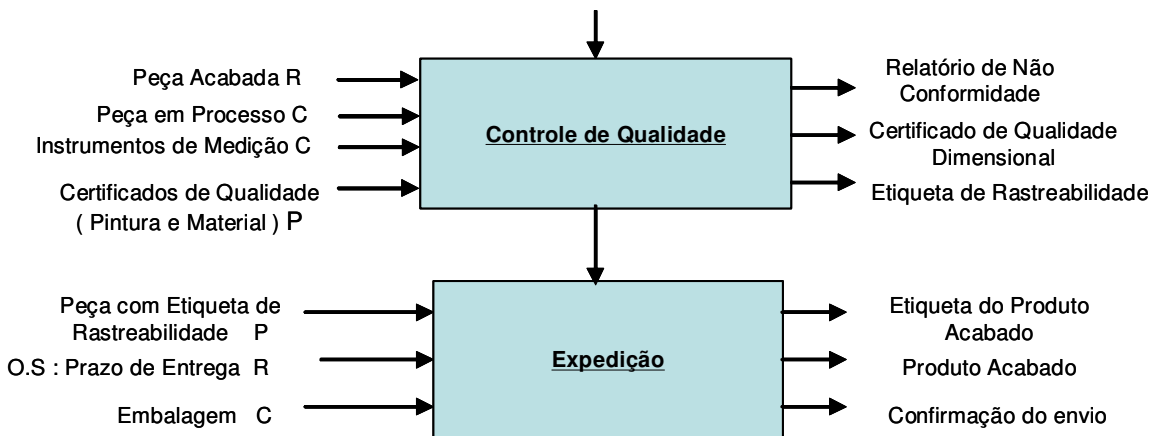 Peça Acabada R
Peça em Processo C
Instrumentos de Medição C
Certificados de Qualidade
( Pintura e Material ) P
Controle de Qualidade
Relatório de Não
Conformidade
Certificado de Qualidade
Dimensional
Etiqueta de Rastreabilidade
Peça com Etiqueta de
Rastreabilidade P
O.S : Prazo de Entrega R
Embalagem C
Expedição
Etiqueta do Produto
Acabado
Produto Acabado
Confirmação do envio